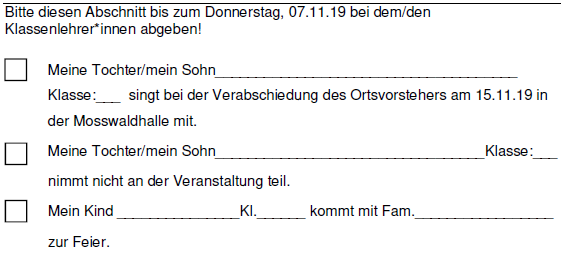 Bitte diesen Abschnitt bis zum Donnerstag, 07.11.19 bei dem/den
Klassenlehrer*innen abgeben!
Meine Tochter/mein Sohn______________________________________
Klasse:___ singt bei der Verabschiedung des Ortsvorstehers am 15.11.19 in
der Mosswaldhalle mit.
Meine Tochter/mein Sohn__________________________________Klasse:___
nimmt nicht an der Veranstaltung teil.
Mein Kind _______________Kl.______ kommt mit Fam._________________
zur Feier.